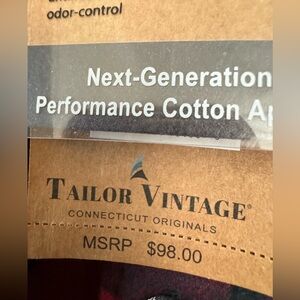 odor-control
Next-Generation
Performance Cotton
TAILOR VINTAGE®
CONNECTICUT ORIGINALS
MSRP $98.00